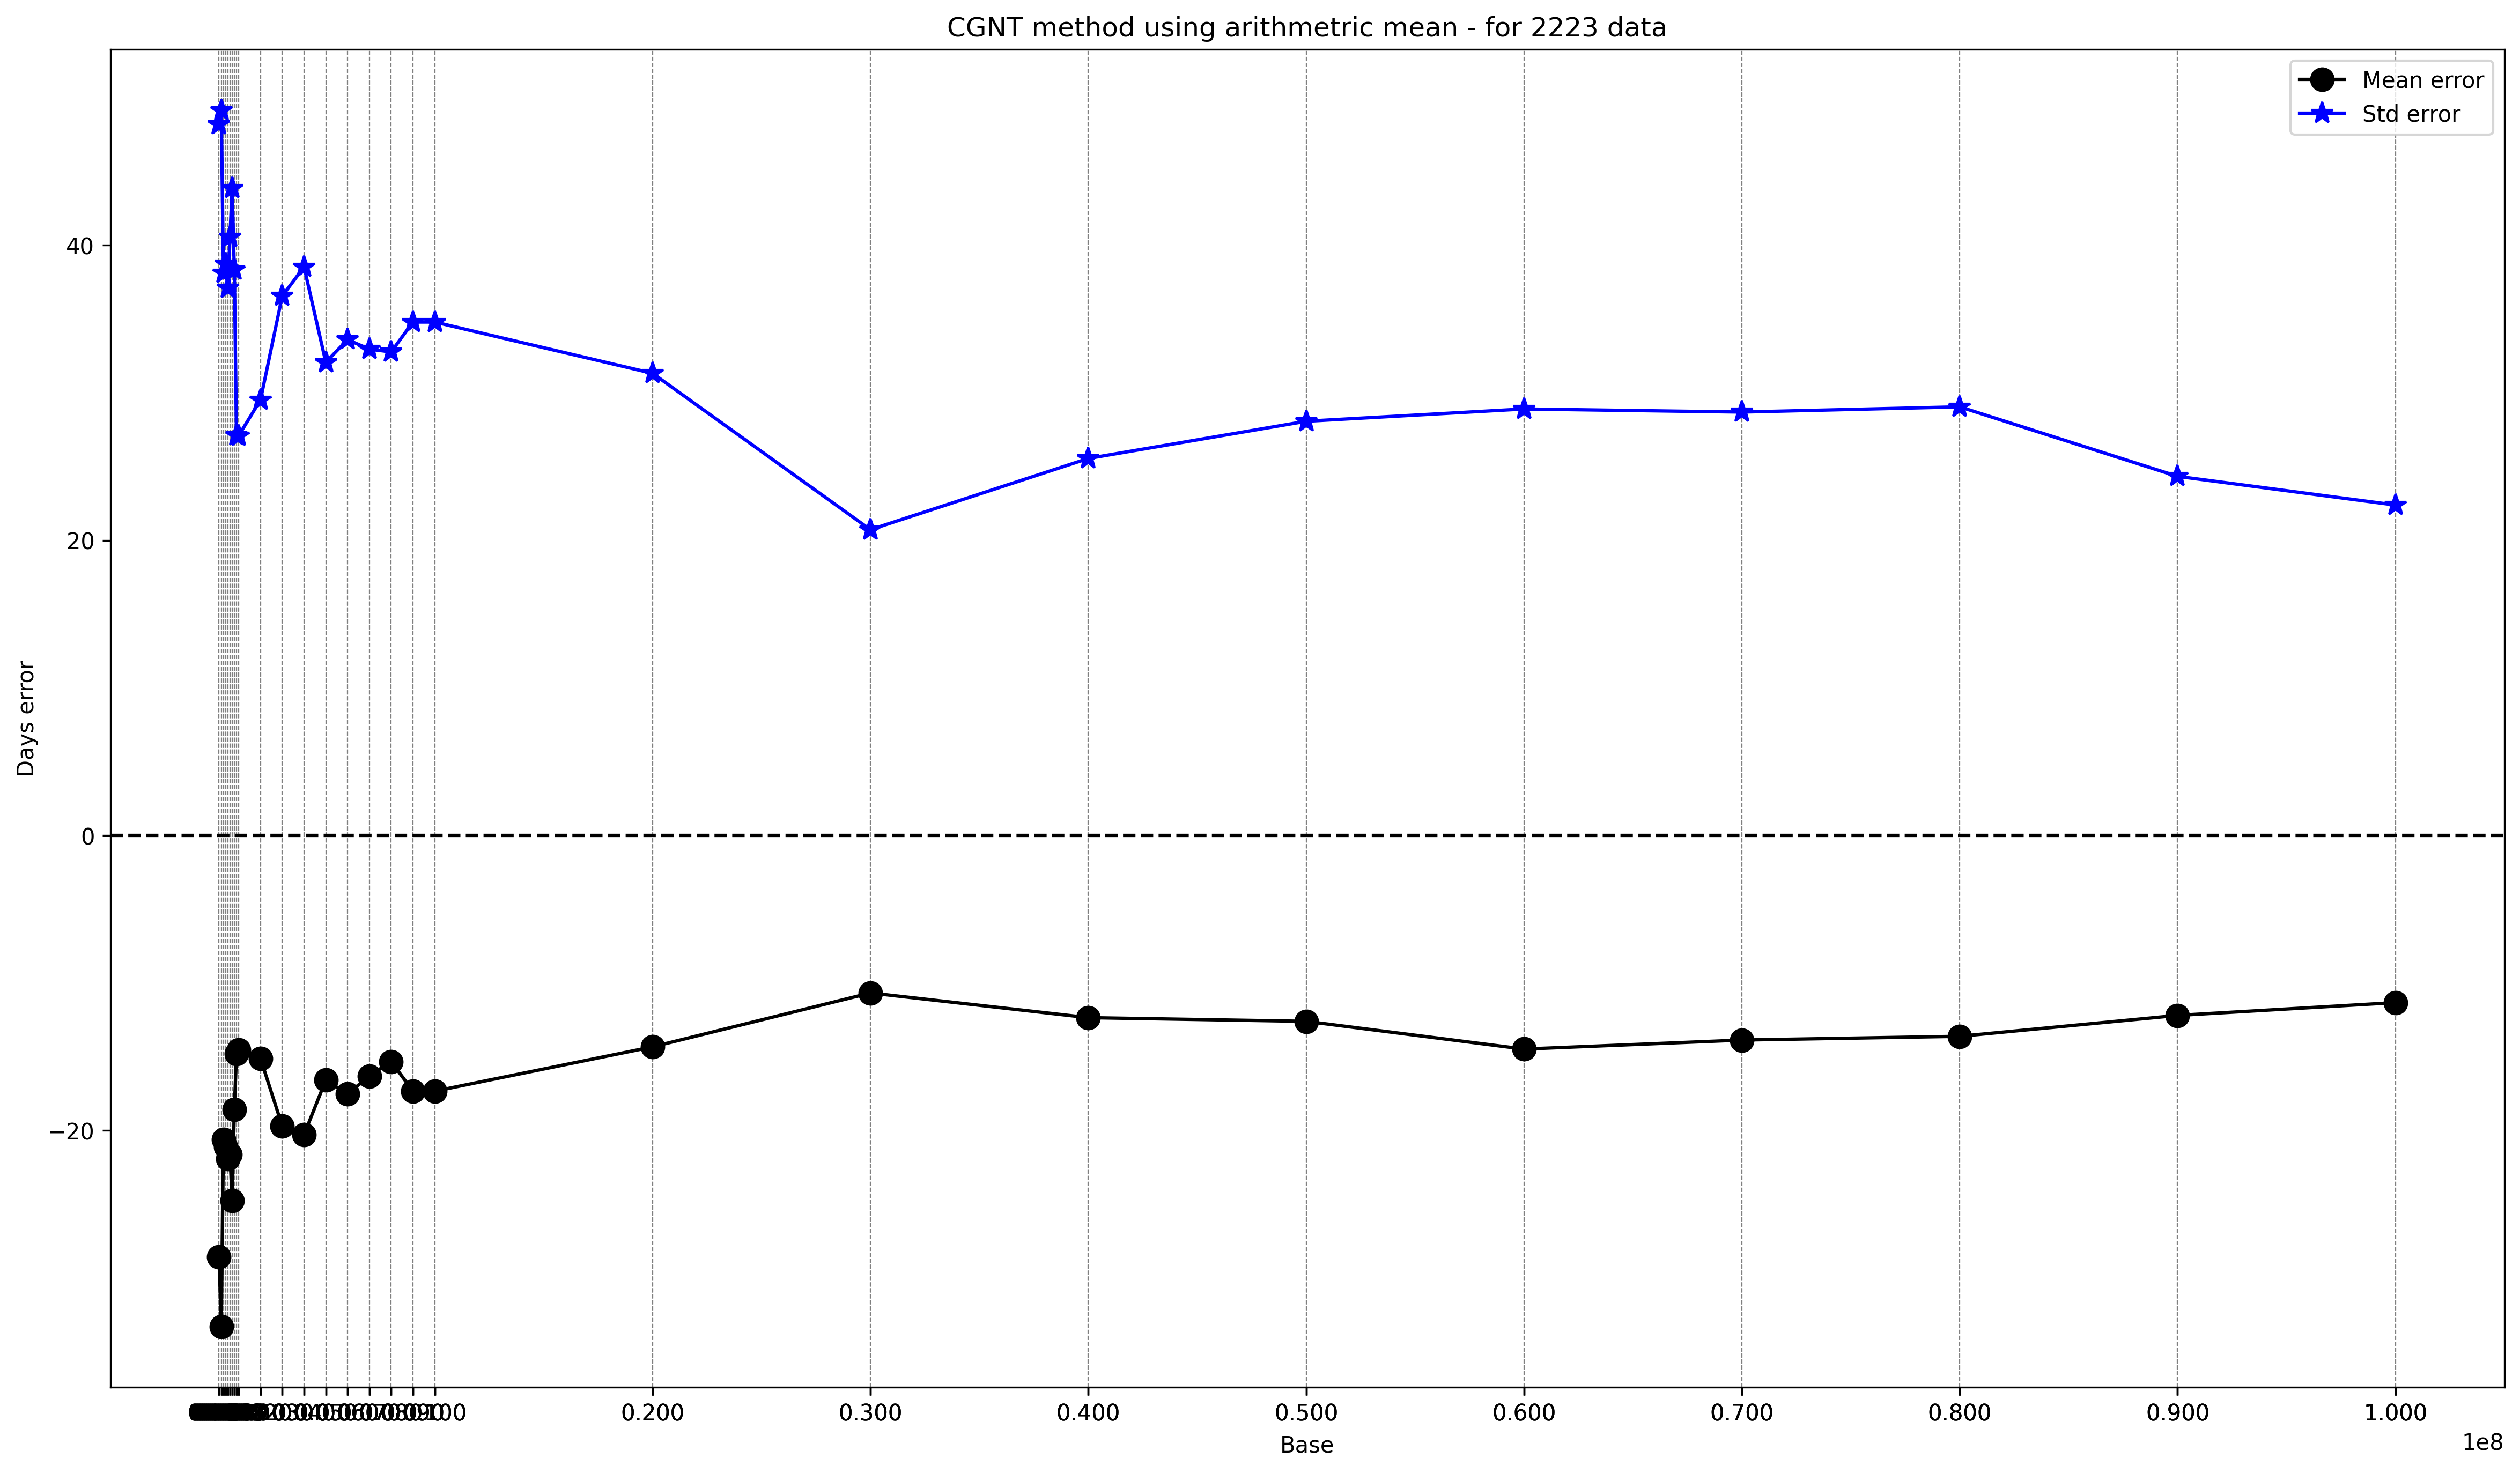 CGNT method using arithmetric mean - for 2223 data
Mean error
Std error
40
20
0
−20
Days error
0.200 0.300 0.400 0.500 0.600 0.700 0.800 0.900 1.000
Base
1e8